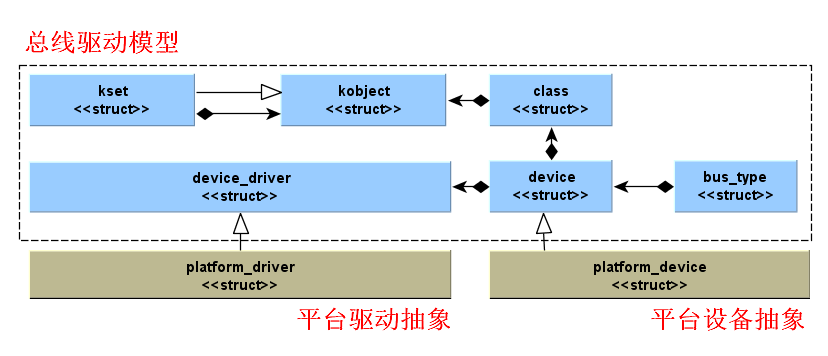 总线驱动模型
kset
<<struct>>
kobject
<<struct>>
class
<<struct>>
device_driver
<<struct>>
device
<<struct>>
bus_type
<<struct>>
platform_driver
<<struct>>
platform_device
<<struct>>
平台驱动抽象
平台设备抽象